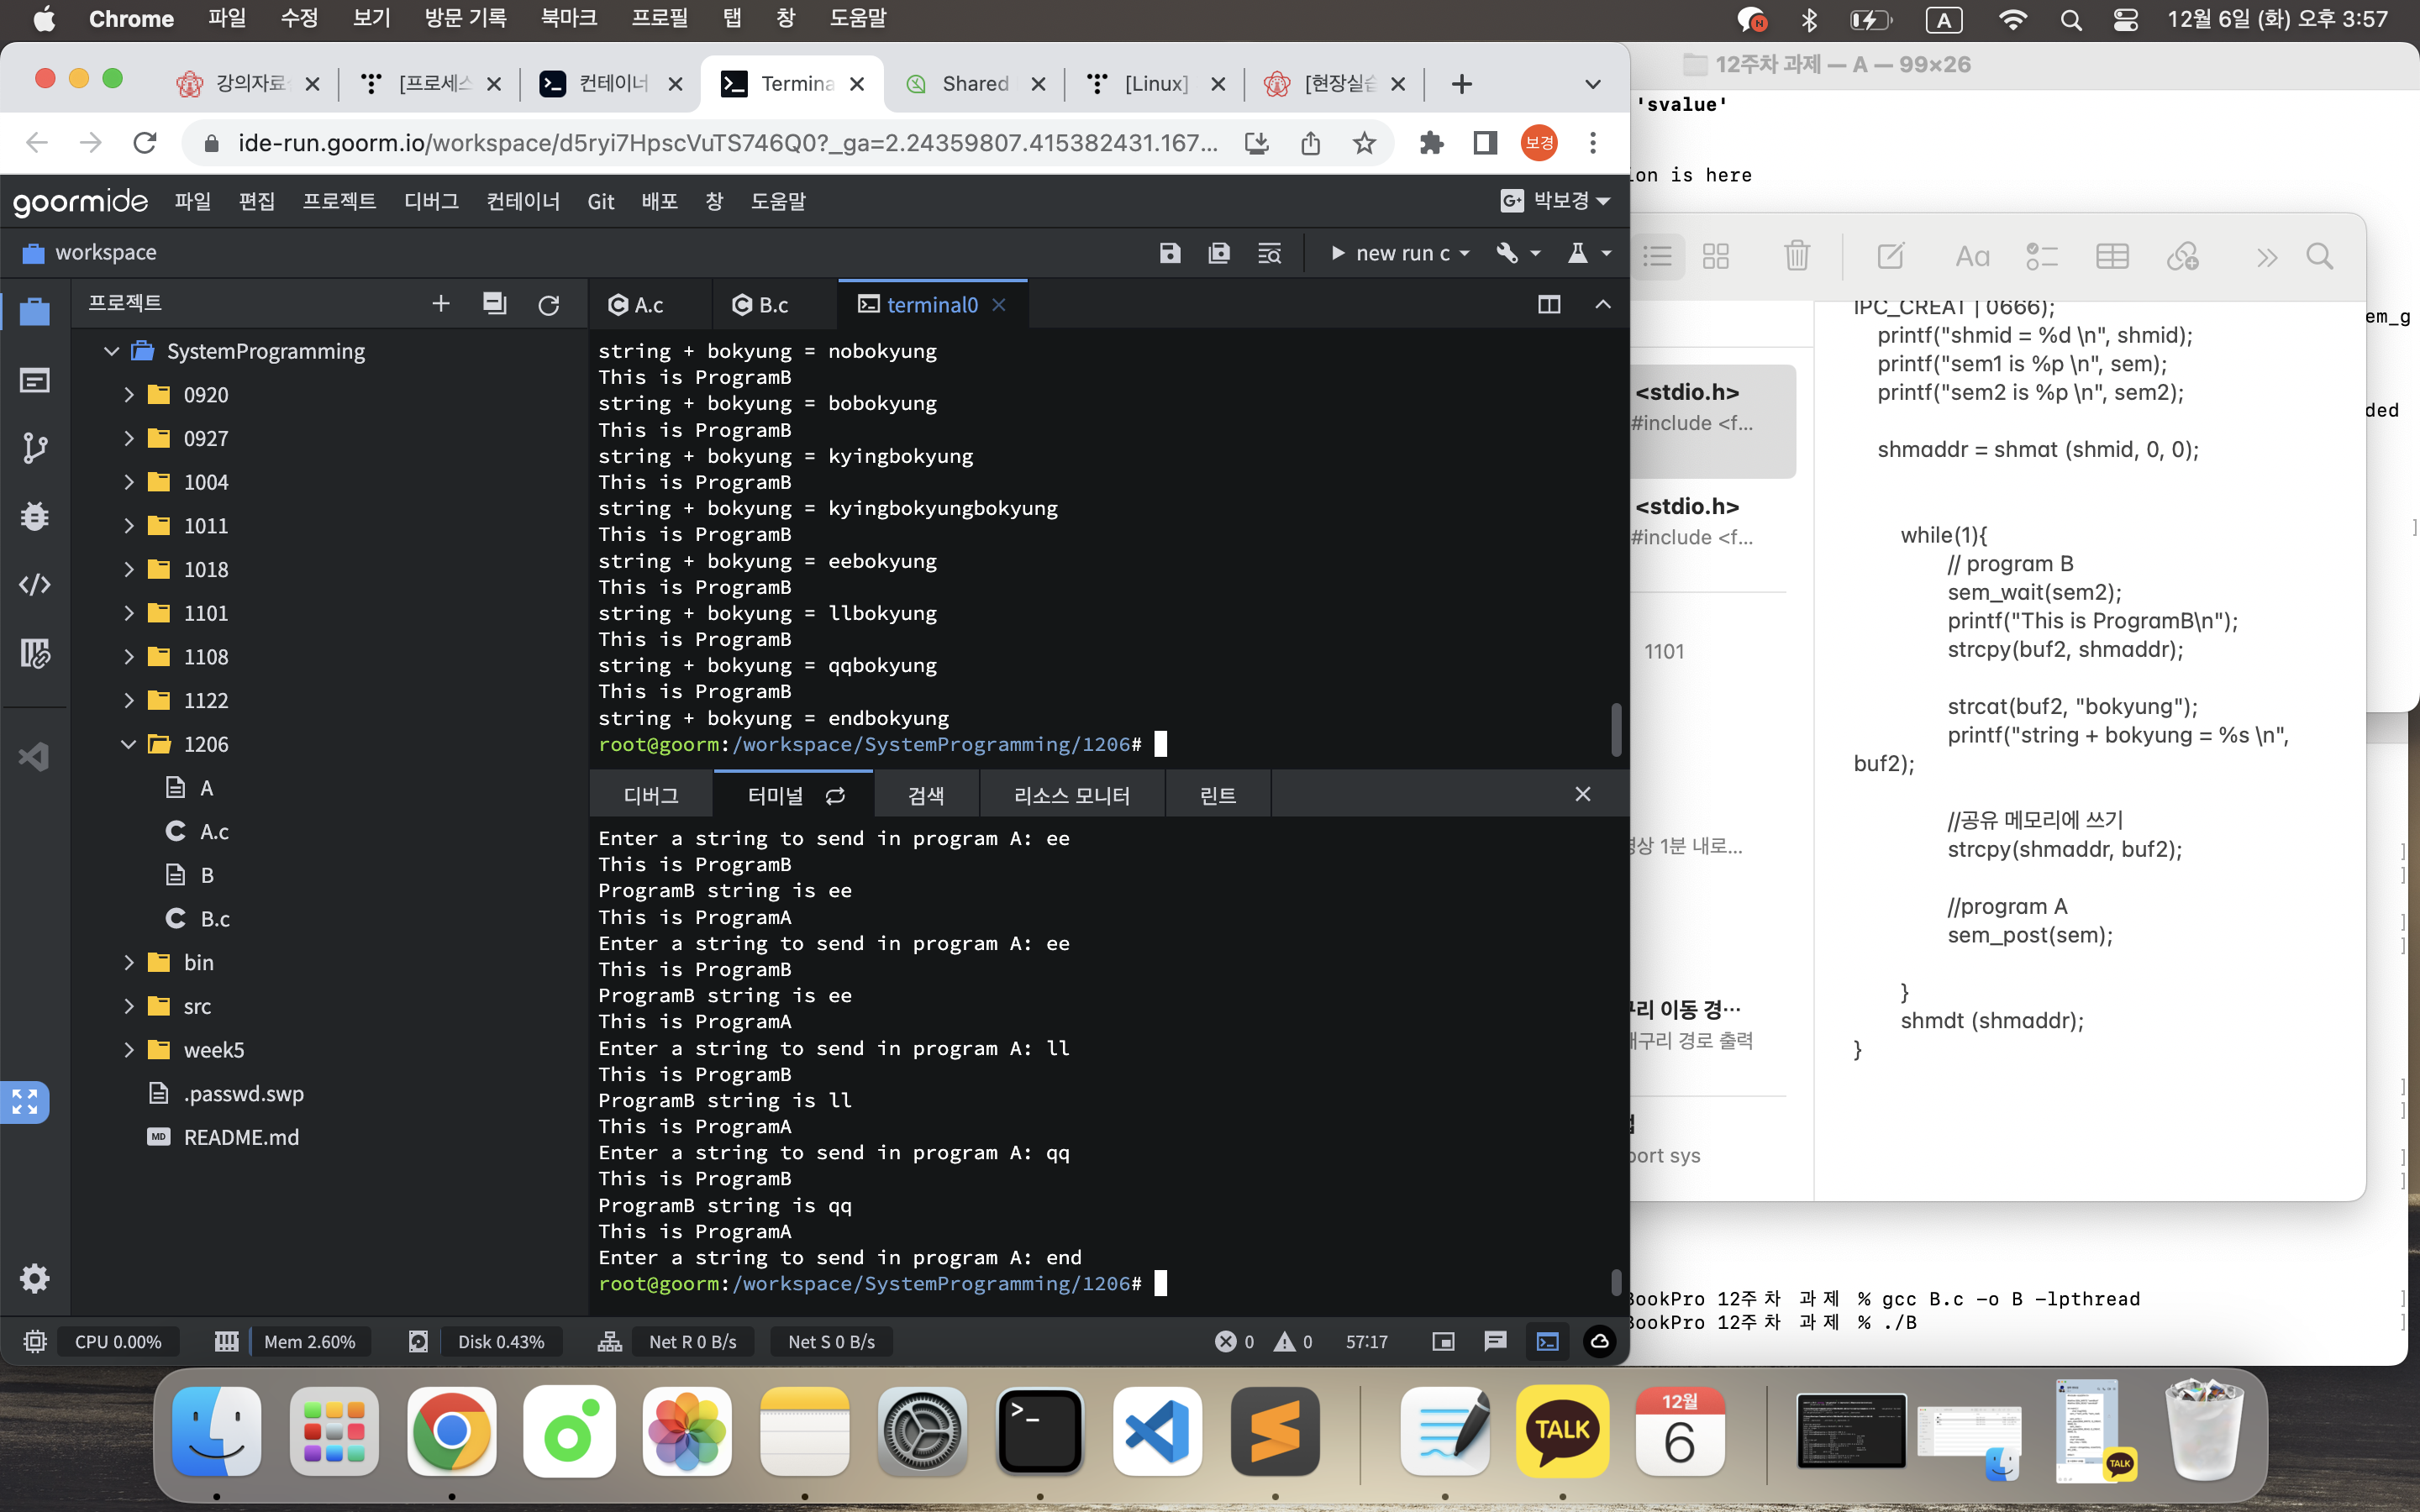 Chrome 파일 수정 보기 방문 기록 북마크 프로필 탭 창 도움말
A
12월 6일 (화) 오후 3:57
강의자료
[프로세스
컨테이너
Termina
Shared
[Linux]
[현장실습
ide-run.goorm.io/workspace/d5ryi7HpscVuTS746Q0?_ga=2.24359807.415382431.167...
보경
goormide 파일 편집 프로젝트 디버그 컨테이너 Git 배포 창 도움말
G+ 박보경
workspace
new run c
프로젝트
SystemProgramming
0920
0927
1004
1011
1018
1101
1108
1122
1206
A
A.c
B
B.c
bin
src
week5
.passwd.swp
MD README.md
A.c
B.c
terminal0
string + bokyung = nobokyung
This is ProgramB
string + bokyung = bobokyung
This is ProgramB
string + bokyung = kyingbokyung
This is ProgramB
string + bokyung = kyingbokyungbokyung
This is ProgramB
string + bokyung = eebokyung
This is ProgramB
string + bokyung = llbokyung
This is ProgramB
string + bokyung = qqbokyung
This is ProgramB
string + bokyung = endbokyung
root@goorm:/workspace/SystemProgramming/1206#
디버그 터미널 검색 리소스 모니터 린트
Enter a string to send in program A: ee
This is ProgramB
ProgramB string is ee
This is ProgramA
Enter a string to send in program A: ee
This is ProgramB
ProgramB string is ee
This is ProgramA
Enter a string to send in program A: ll
This is ProgramB
ProgramB string is ll
This is ProgramA
Enter a string to send in program A: qq
This is ProgramB
ProgramB string is qq
This is ProgramA
Enter a string to send in program A: end
root@goorm:/workspace/SystemProgramming/1206#
CPU 0.00% Mem 2.60% Disk 0.43% Net R 0 B/s Net S 0 B/s
0 0 57:17
12주차 과제 — A — 99×26
'svalue'
ion is here
em_g
ded
Aa
<stdio.h>
#include <f...
<stdio.h>
#include <f...
1101
영상 1분 내로...
구리 이동 경...
개구리 경로 출력
port sys
IPC_CREAT | 0666);
printf("shmid = %d \n", shmid);
printf("sem1 is %p \n", sem);
printf("sem2 is %p \n", sem2);
shmaddr = shmat (shmid, 0, 0);
while(1){
// program B
sem_wait(sem2);
printf("This is ProgramB\n");
strcpy(buf2, shmaddr);
strcat(buf2, "bokyung");
printf("string + bokyung = %s \n",
buf2);
//공유 메모리에 쓰기
strcpy(shmaddr, buf2);
//program A
sem_post(sem);
}
shmdt (shmaddr);
}
BookPro 12주차 과제 % gcc B.c -o B -lpthread
BookPro 12주차 과제 % ./B
TALK
12월
6
TALK